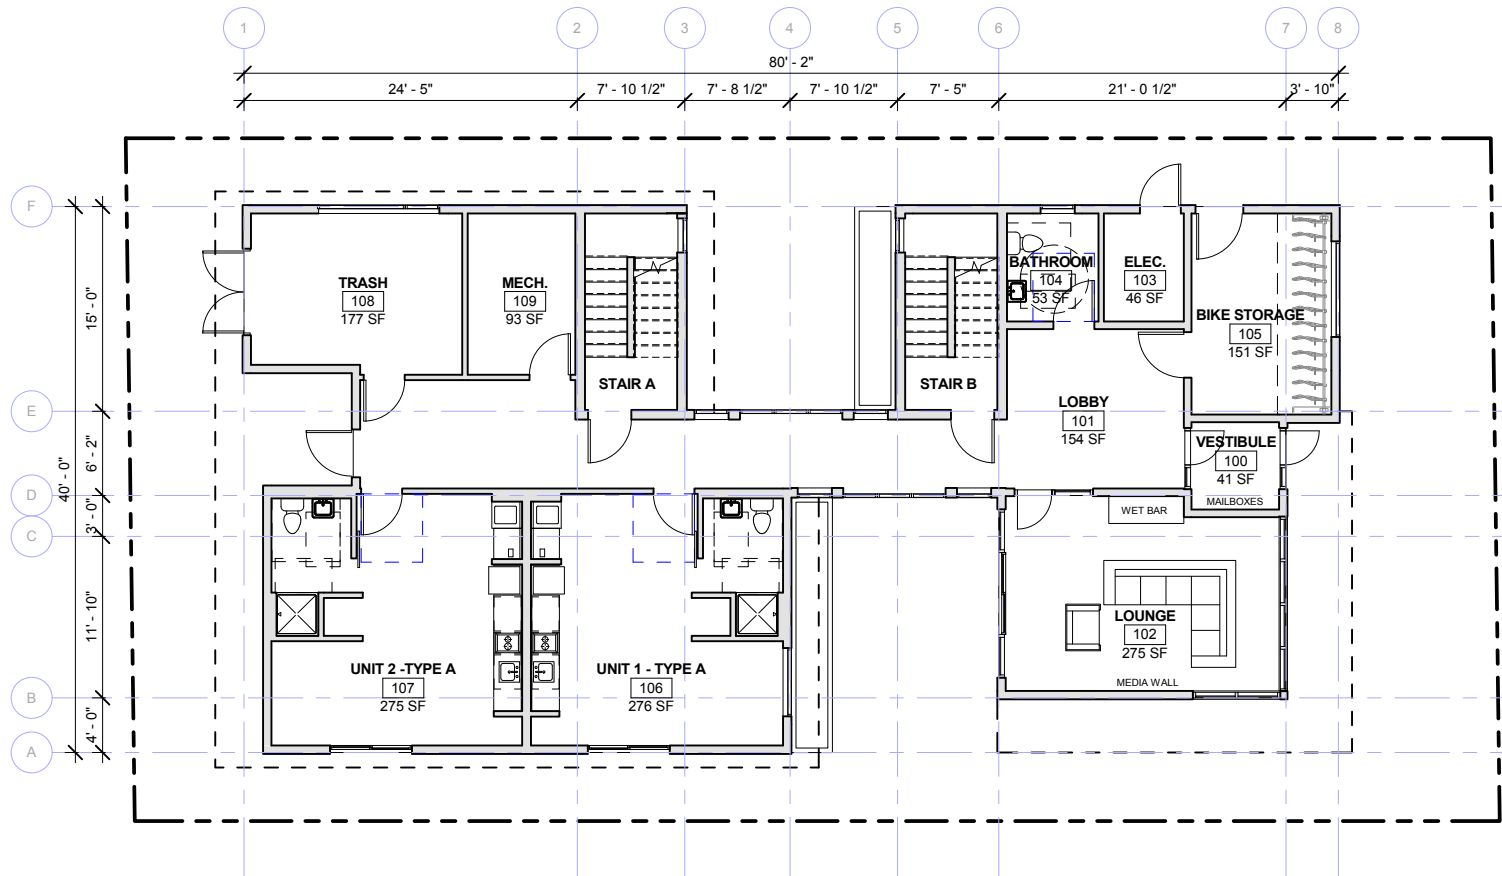 1 2 3 4 5 6 7 8
80' - 2"
24' - 5" 7' - 10 1/2" 7' - 8 1/2" 7' - 10 1/2" 7' - 5" 21' - 0 1/2" 3' - 10"
F
E
D
C
B
A
40' - 0"
15' - 0"
6' - 2"
3' - 0"
11' - 10"
4' - 0"
TRASH
108
177 SF
MECH.
109
93 SF
STAIR A
STAIR B
BATHROOM
104
53 SF
ELEC.
103
46 SF
BIKE STORAGE
105
151 SF
LOBBY
101
154 SF
VESTIBULE
100
41 SF
MAILBOXES
WET BAR
LOUNGE
102
275 SF
MEDIA WALL
UNIT 2 -TYPE A
107
275 SF
UNIT 1 - TYPE A
106
276 SF